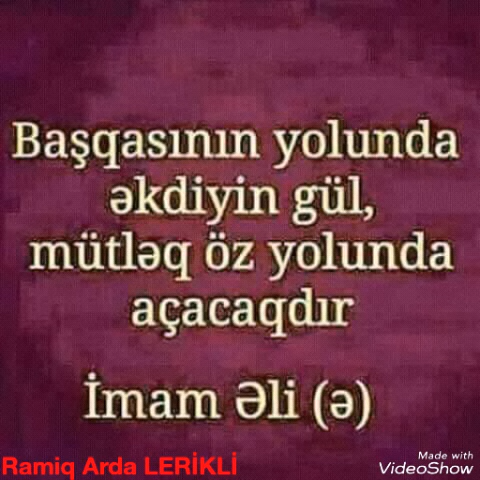 Başqasının yolunda
əkdiyin gül,
mütləq öz yolunda
açacaqdır
İmam Əli (ə)
Ramiq Arda LERİKLİ
Made with
VideoShow